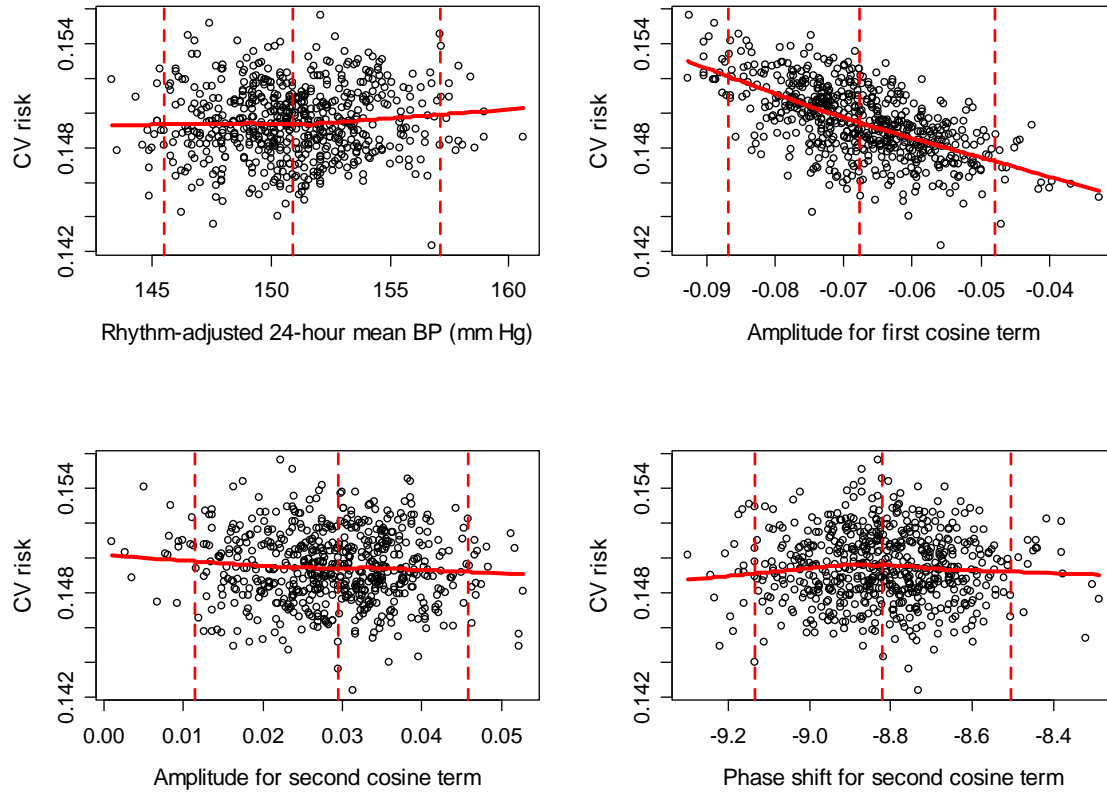 CV risk
0.142 0.148 0.154
145 150 155 160
Rhythm-adjusted 24-hour mean BP (mm Hg)
CV risk
0.142 0.148 0.154
-0.09 -0.08 -0.07 -0.06 -0.05 -0.04
Amplitude for first cosine term
CV risk
0.142 0.148 0.154
0.00 0.01 0.02 0.03 0.04 0.05
Amplitude for second cosine term
CV risk
0.142 0.148 0.154
-9.2 -9.0 -8.8 -8.6 -8.4
Phase shift for second cosine term